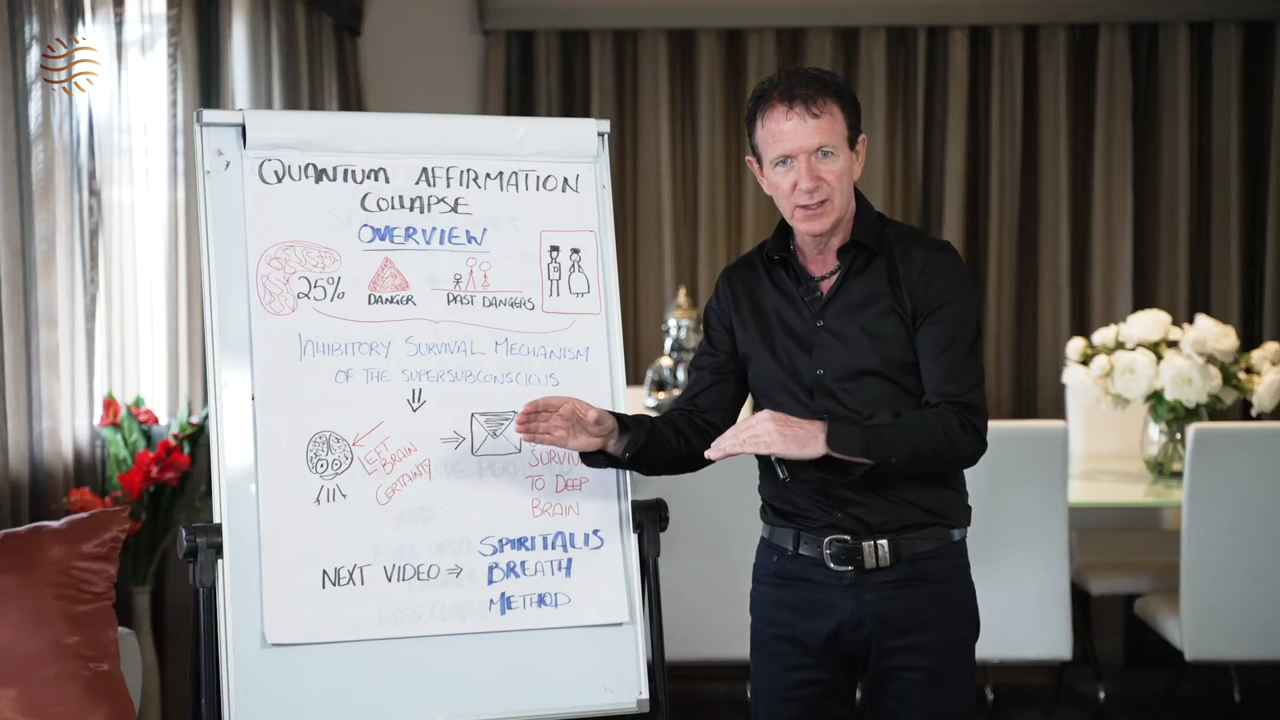 QUANTUM AFFIRMATION
COLLAPSE
OVERVIEW
25%
DANGER
PAST DANGERS
INHIBITORY SURVIVAL MECHANISM
OF THE SUPERSUBCONSCIOUS
LEFT
BRAIN
CERTAINTY
TO DEEP
BRAIN
NEXT VIDEO ⇒ SPIRITALIS
BREATH
METHOD